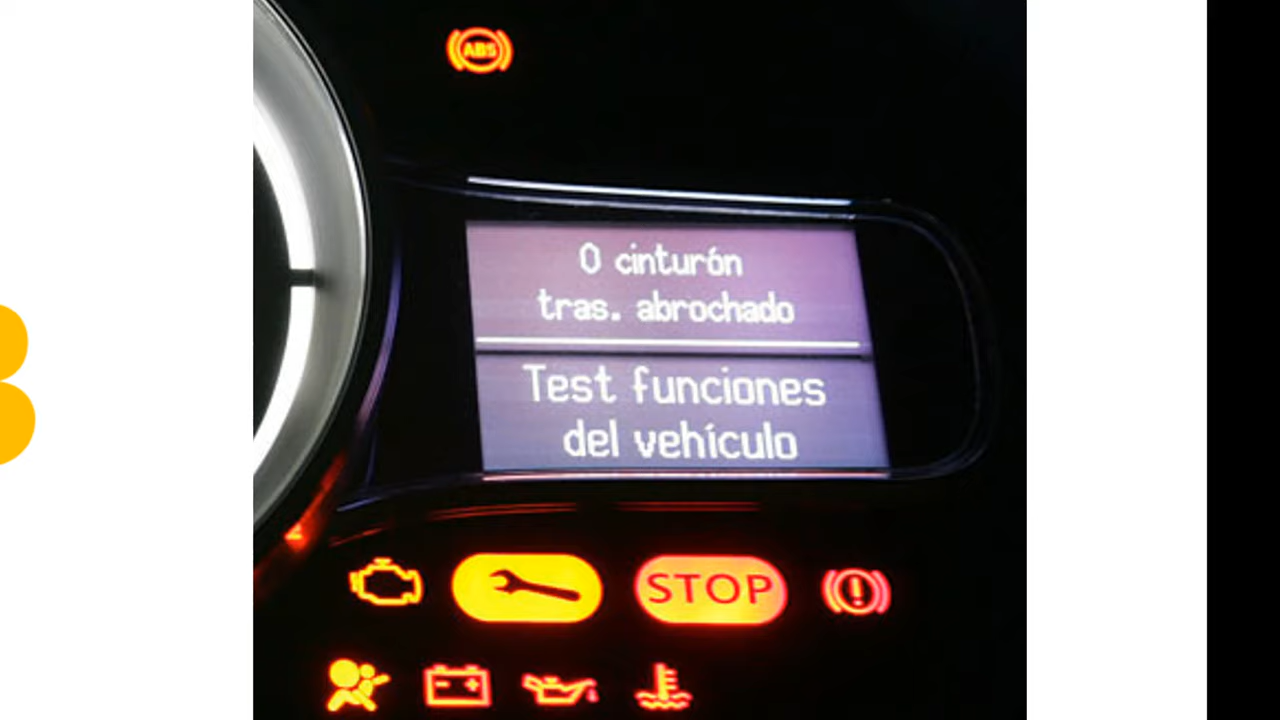 ABS
0 cinturón
tras. abrochado
Test funciones
del vehículo
STOP